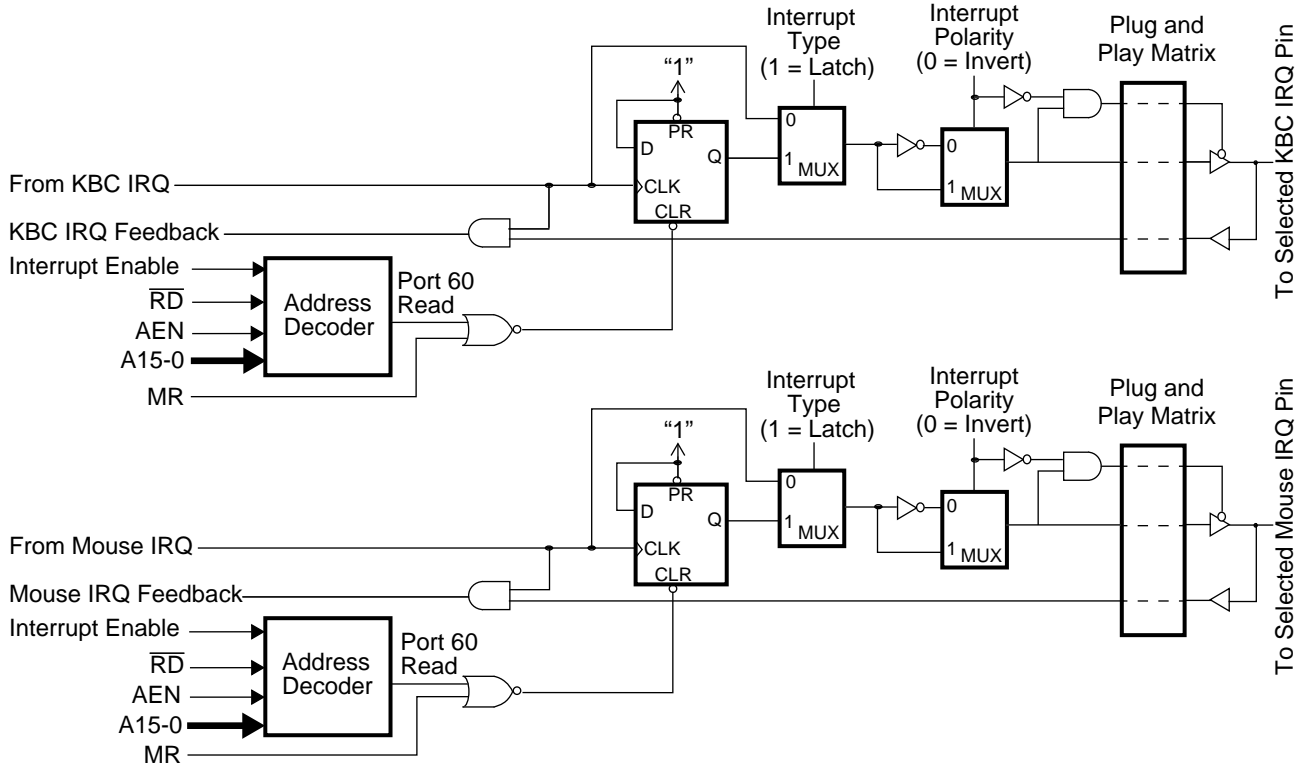 Interrupt
Type
(1 = Latch)
Interrupt
Polarity
(0 = Invert)
Plug and
Play Matrix
“1”
PR
D
Q
CLK
CLR
0
1
MUX
0
1
MUX
From KBC IRQ
KBC IRQ Feedback
Interrupt Enable
RD
AEN
A15-0
MR
Address
Decoder
Port 60
Read
To Selected KBC IRQ Pin
Interrupt
Type
(1 = Latch)
Interrupt
Polarity
(0 = Invert)
Plug and
Play Matrix
“1”
PR
D
Q
CLK
CLR
0
1
MUX
0
1
MUX
From Mouse IRQ
Mouse IRQ Feedback
Interrupt Enable
RD
AEN
A15-0
MR
Address
Decoder
Port 60
Read
To Selected Mouse IRQ Pin